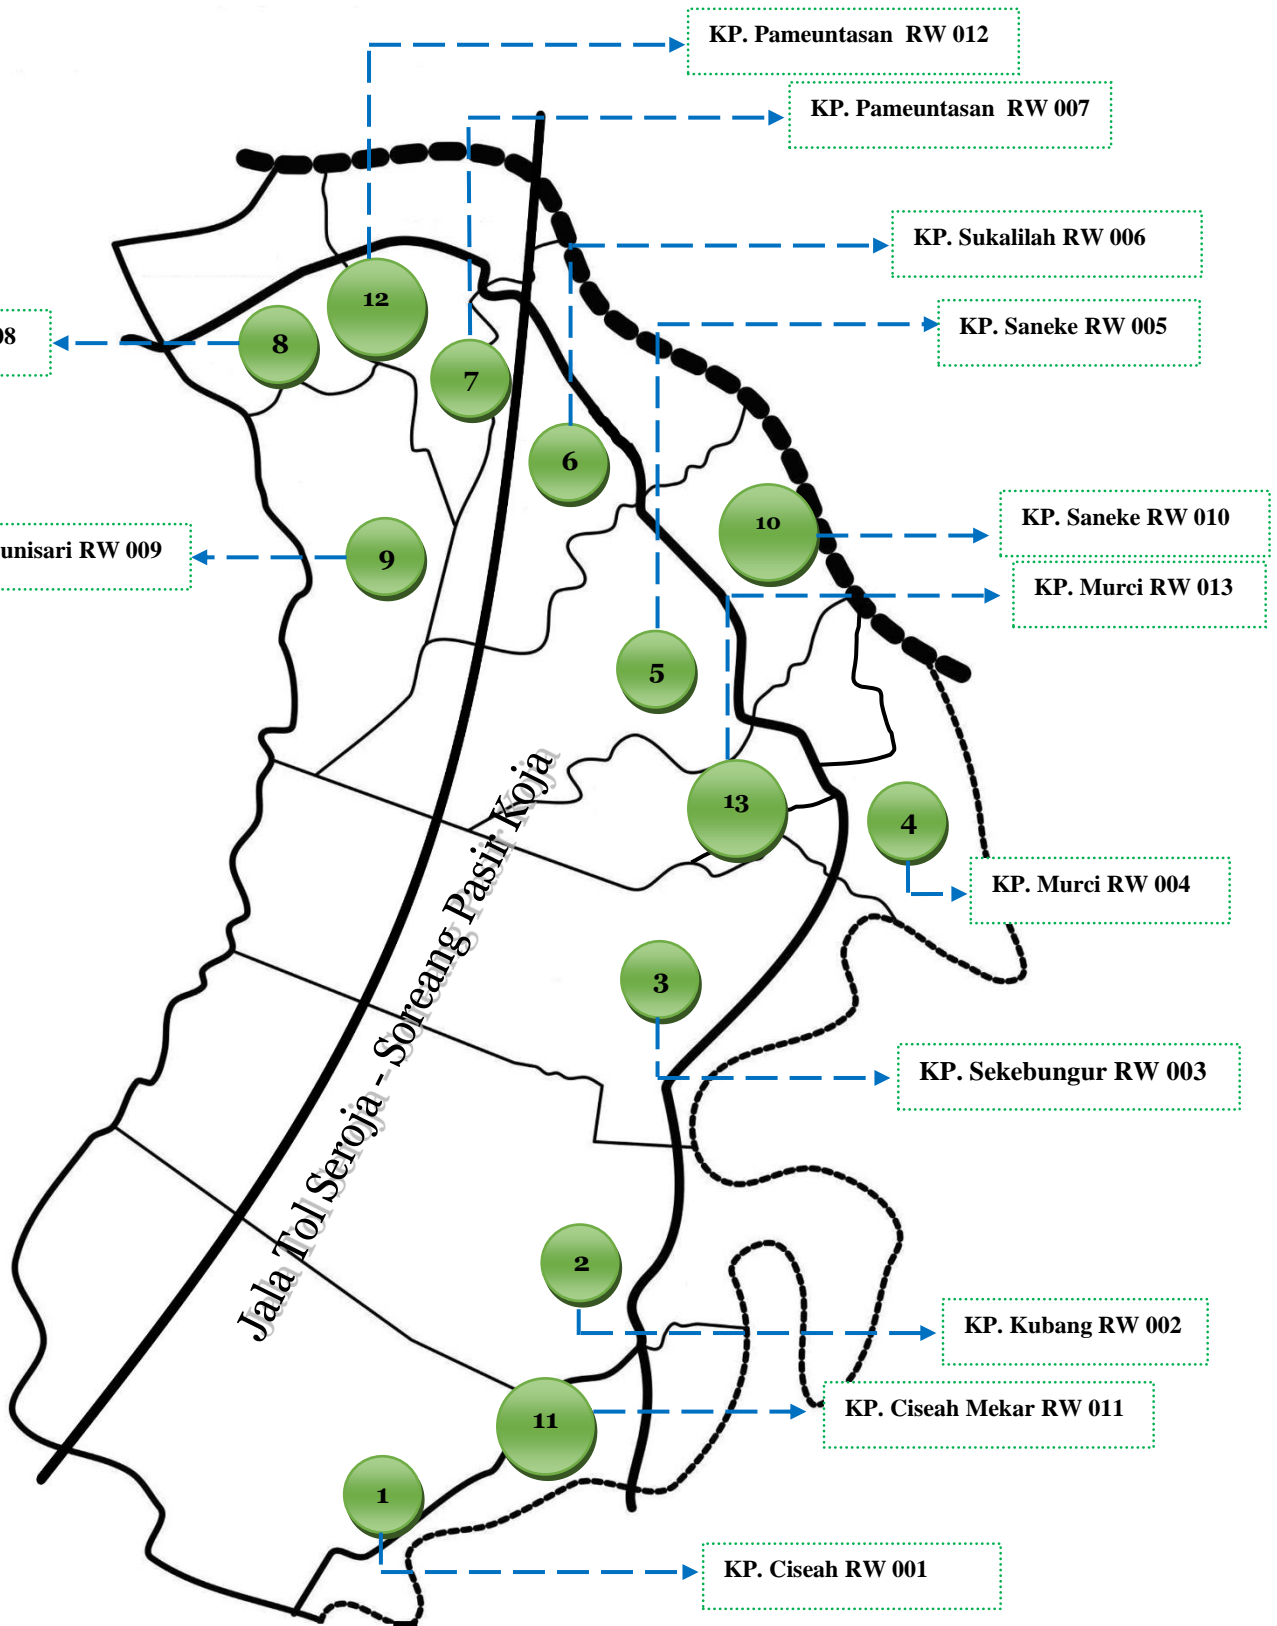 KP. Pameuntasan RW 012
KP. Pameuntasan RW 007
KP. Sukalilah RW 006
KP. Saneke RW 005
12
8
7
6
10
KP. Saneke RW 010
RW 009
9
KP. Murci RW 013
5
13
4
KP. Murci RW 004
Jala Tol Seroja - Soreang Pasir Koja
3
KP. Sekebungur RW 003
2
KP. Kubang RW 002
KP. Ciseah Mekar RW 011
11
1
KP. Ciseah RW 001